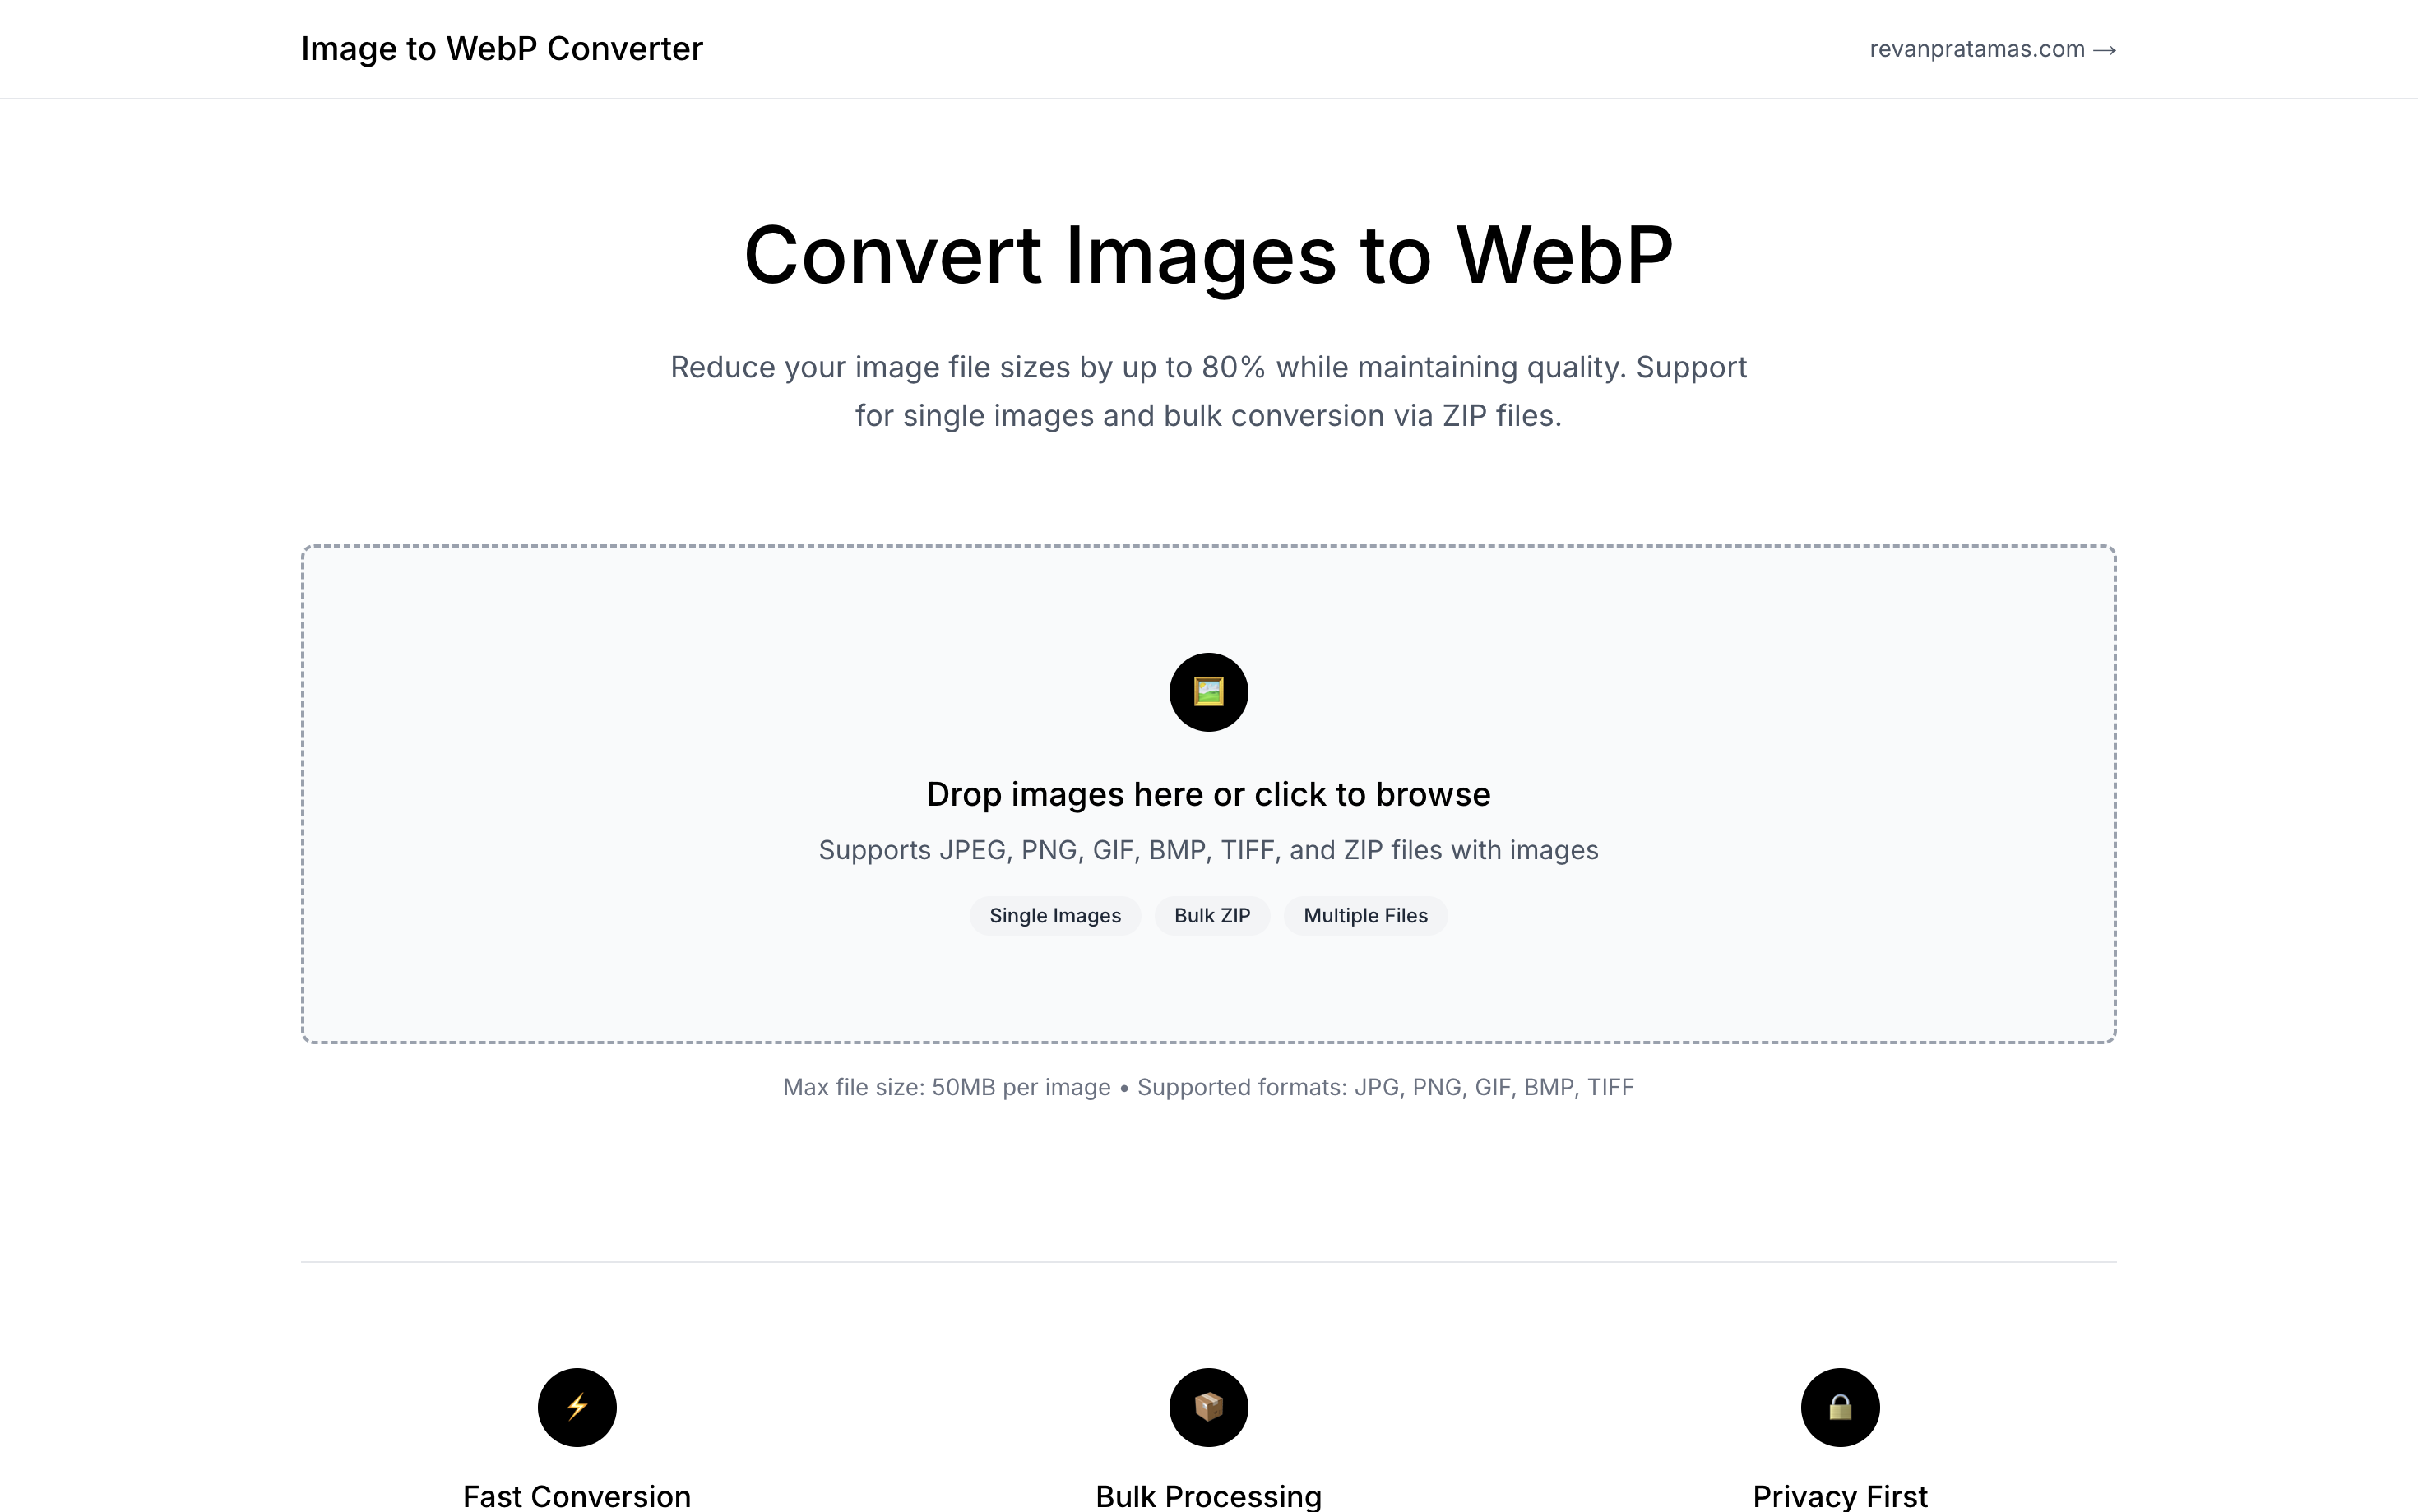 Image to WebP Converter
revanpratamas.com →
Convert Images to WebP
Reduce your image file sizes by up to 80% while maintaining quality. Support
for single images and bulk conversion via ZIP files.
Drop images here or click to browse
Supports JPEG, PNG, GIF, BMP, TIFF, and ZIP files with images
Single Images
Bulk ZIP
Multiple Files
Max file size: 50MB per image • Supported formats: JPG, PNG, GIF, BMP, TIFF
Fast Conversion
Bulk Processing
Privacy First